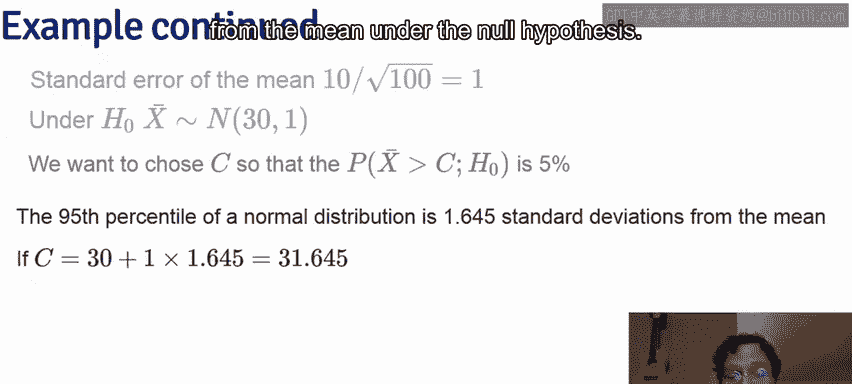 Example continued
from the mean under the null hypothesis.
Standard error of the mean 10/√100 = 1
Under H₀ X̄ ∼ N(30, 1)
We want to chose C so that the P(X̄ > C; H₀) is 5%
The 95th percentile of a normal distribution is 1.645 standard deviations from the mean
If C = 30 + 1 × 1.645 = 31.645